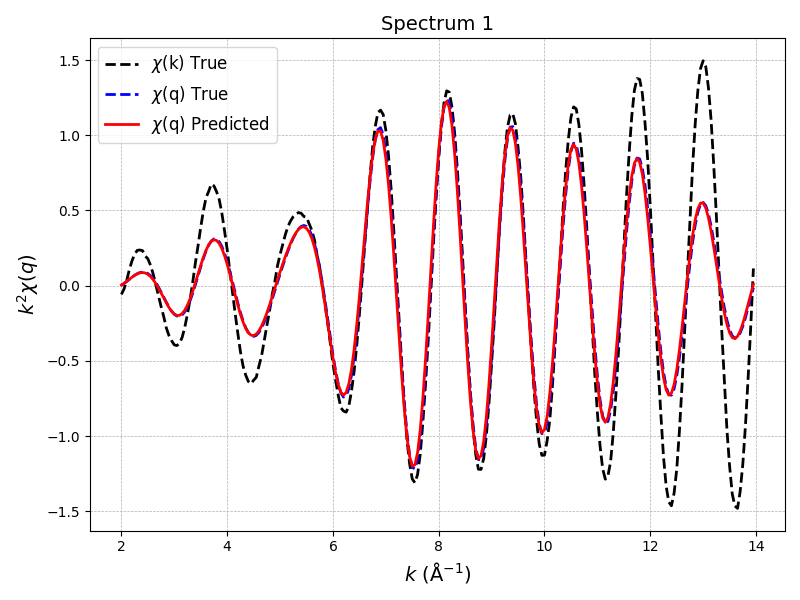 Spectrum 1
χ(k) True
χ(q) True
χ(q) Predicted
k²χ(q)
1.5
1.0
0.5
0.0
−0.5
−1.0
−1.5
2 4 6 8 10 12 14
k (Å⁻¹)